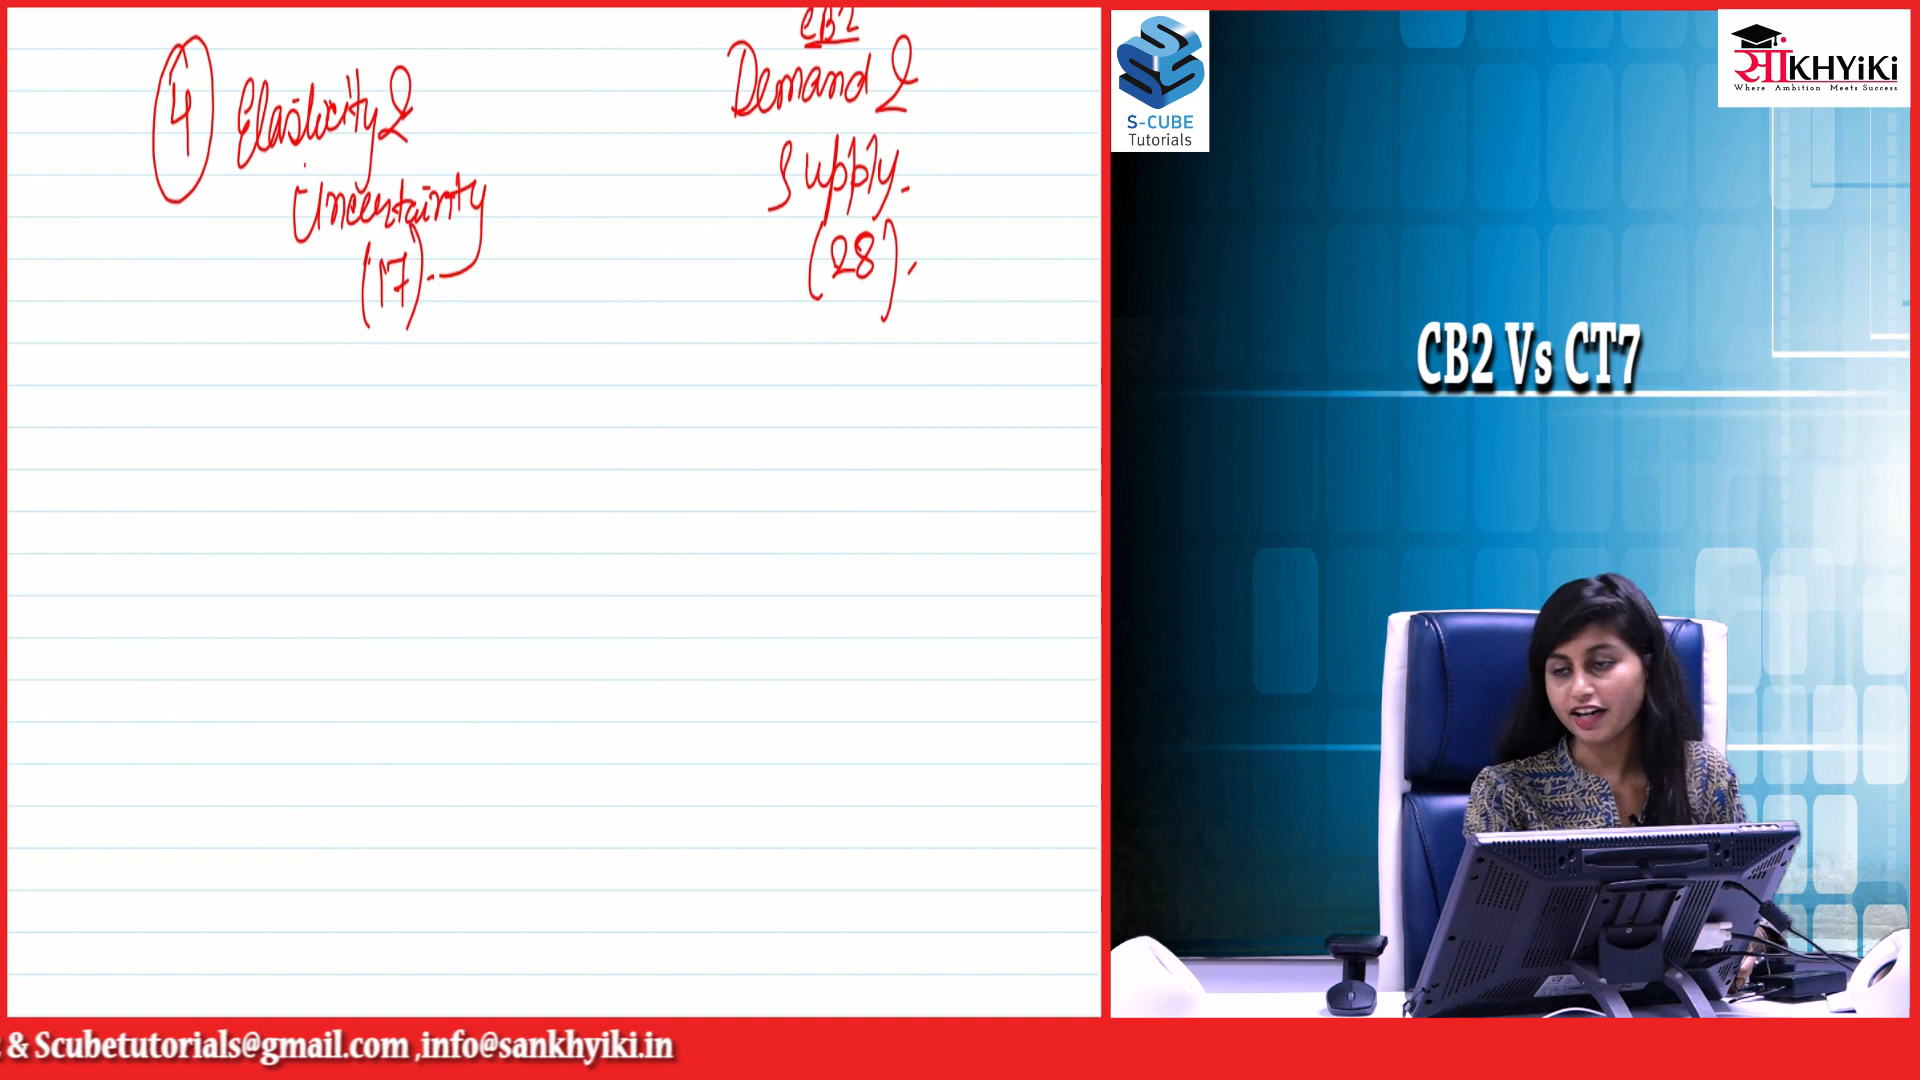 CB2
4 Elasticity &
Uncertainity
(17).
Demand &
Supply.
(28).
S-CUBE
Tutorials
सांKHYiKi
Where Ambition Meets Success
CB2 Vs CT7
& Scubetutorials@gmail.com ,info@sankhyiki.in